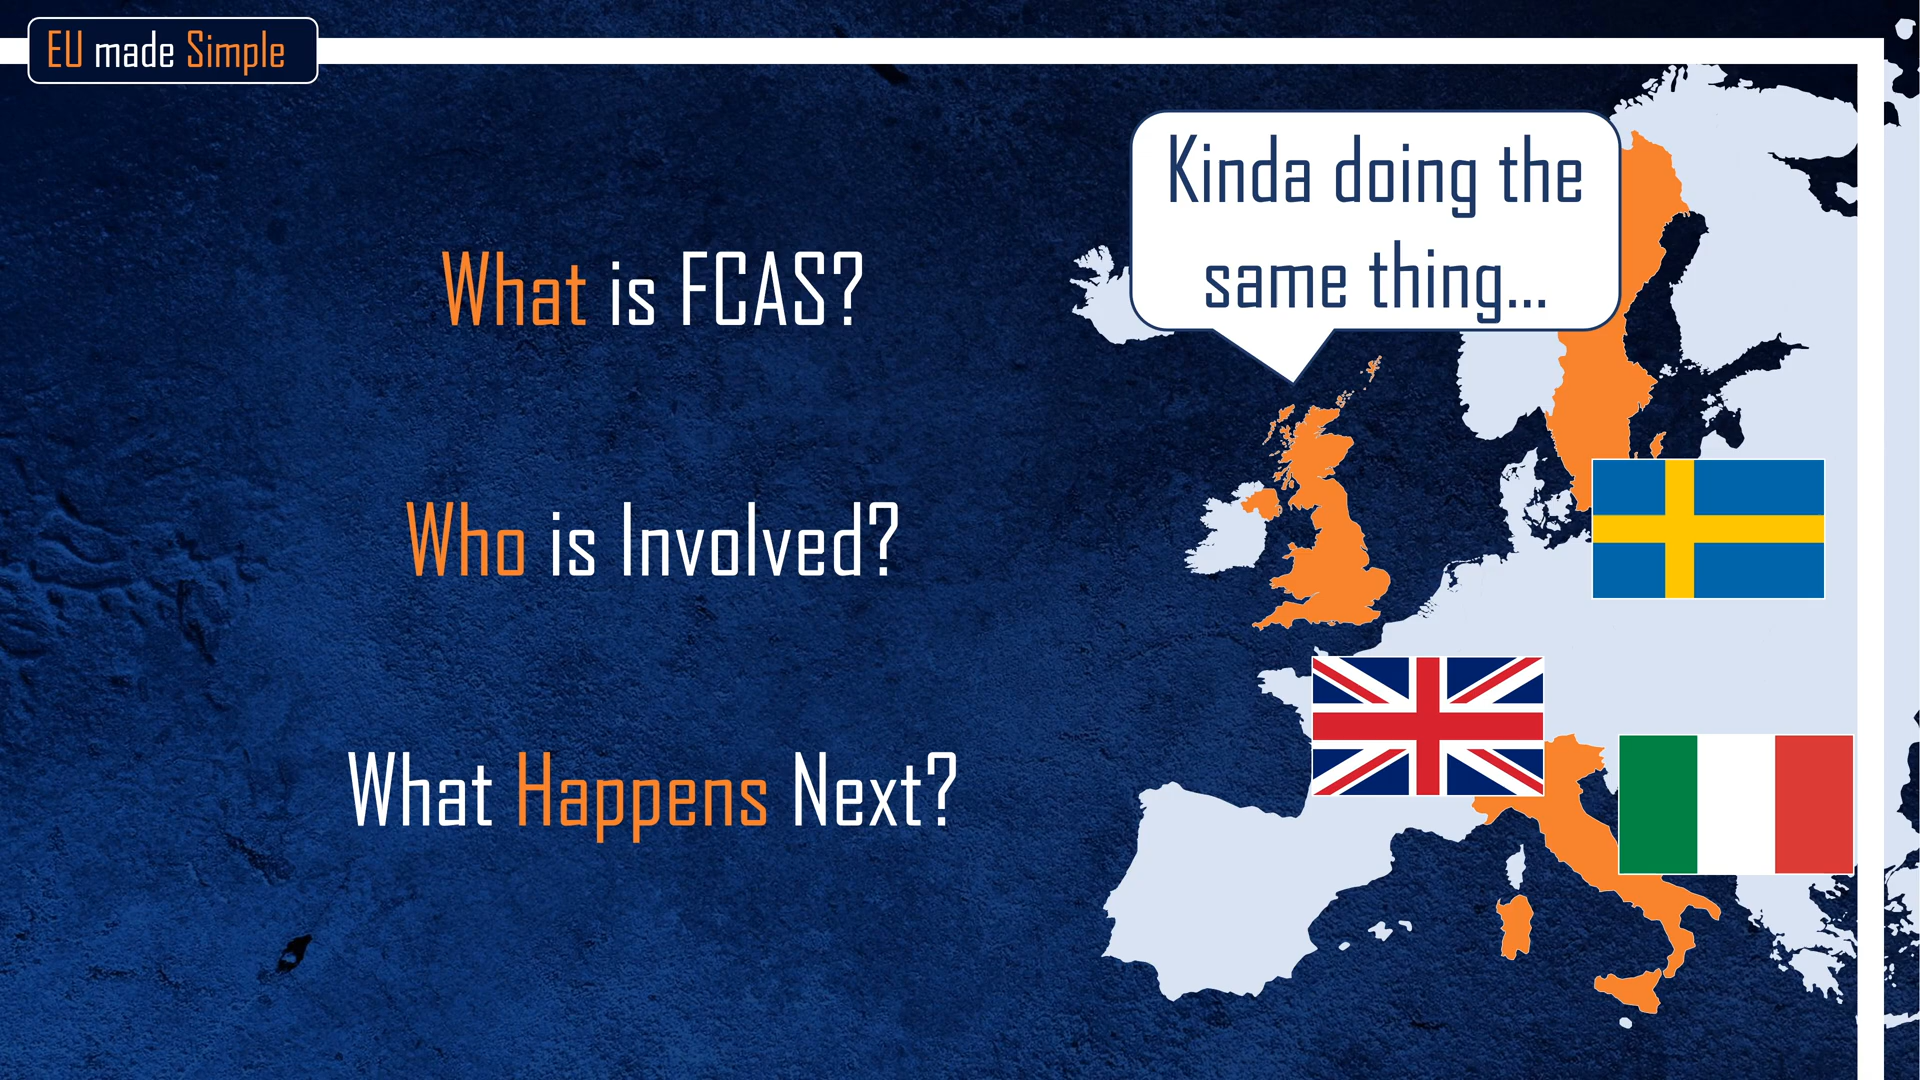 EU made Simple
Kinda doing the
same thing...
What is FCAS?
Who is Involved?
What Happens Next?